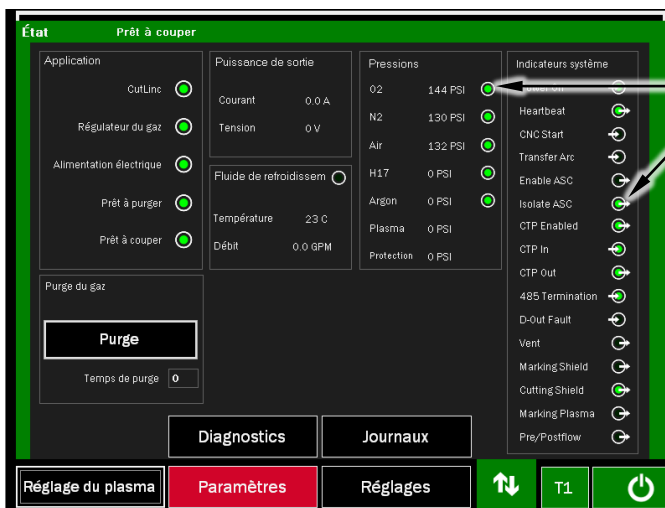 État Prêt à couper
Application
CutLinc
Régulateur du gaz
Alimentation électrique
Prêt à purger
Prêt à couper
Puissance de sortie
Courant 0.0 A
Tension 0 V
Fluide de refroidissem
Température 23 C
Débit 0.0 GPM
Pressions
O2 144 PSI
N2 130 PSI
Air 132 PSI
H17 0 PSI
Argon 0 PSI
Plasma 0 PSI
Protection 0 PSI
Indicateurs système
Heartbeat
CNC Start
Transfer Arc
Enable ASC
Isolate ASC
CTP Enabled
CTP In
CTP Out
485 Termination
D-Out Fault
Vent
Marking Shield
Cutting Shield
Marking Plasma
Pre/Postflow
Purge du gaz
Purge
Temps de purge 0
Diagnostics
Journaux
Réglage du plasma
Paramètres
Réglages
T1